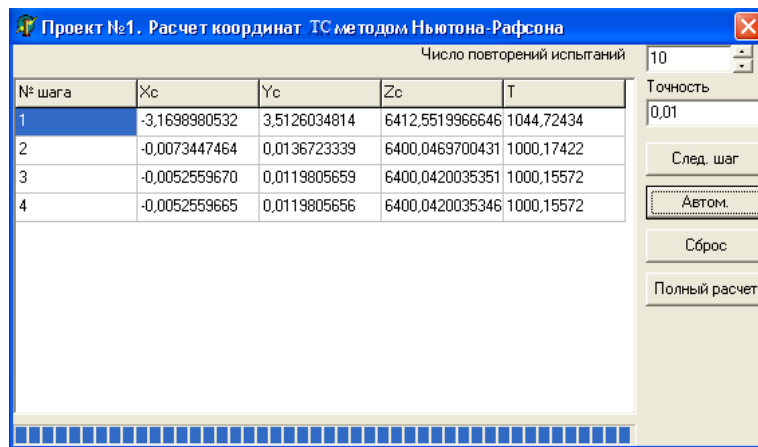 Проект №1. Расчет координат ТС методом Ньютона-Рафсона
Число повторений испытаний 10
№ шага Xc Yc Zc T
1 -3,1698980532 3,5126034814 6412,5519966646 1044,72434
2 -0,0073447464 0,0136723339 6400,0469700431 1000,17422
3 -0,0052559670 0,0119805659 6400,0420035351 1000,15572
4 -0,0052559665 0,0119805656 6400,0420035346 1000,15572
Точность
0,01
След. шаг
Автом.
Сброс
Полный расчет